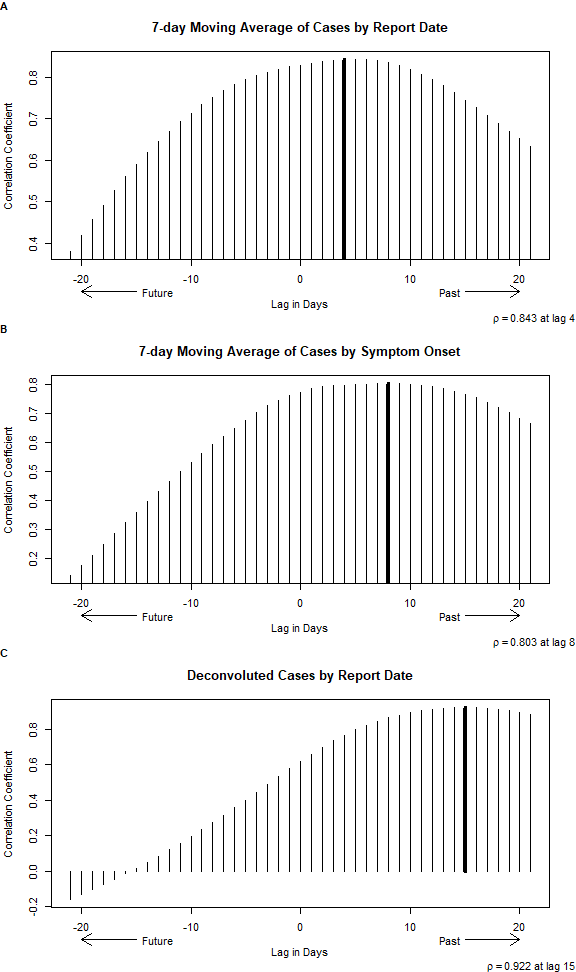 A
7-day Moving Average of Cases by Report Date
Correlation Coefficient
0.8
0.7
0.6
0.5
0.4
-20 -10 0 10 20
Future Past
Lag in Days
ρ = 0.843 at lag 4
B
7-day Moving Average of Cases by Symptom Onset
Correlation Coefficient
0.8
0.7
0.6
0.5
0.4
0.3
0.2
-20 -10 0 10 20
Future Past
Lag in Days
ρ = 0.803 at lag 8
C
Deconvoluted Cases by Report Date
Correlation Coefficient
0.8
0.6
0.4
0.2
0.0
-0.2
-20 -10 0 10 20
Future Past
Lag in Days
ρ = 0.922 at lag 15